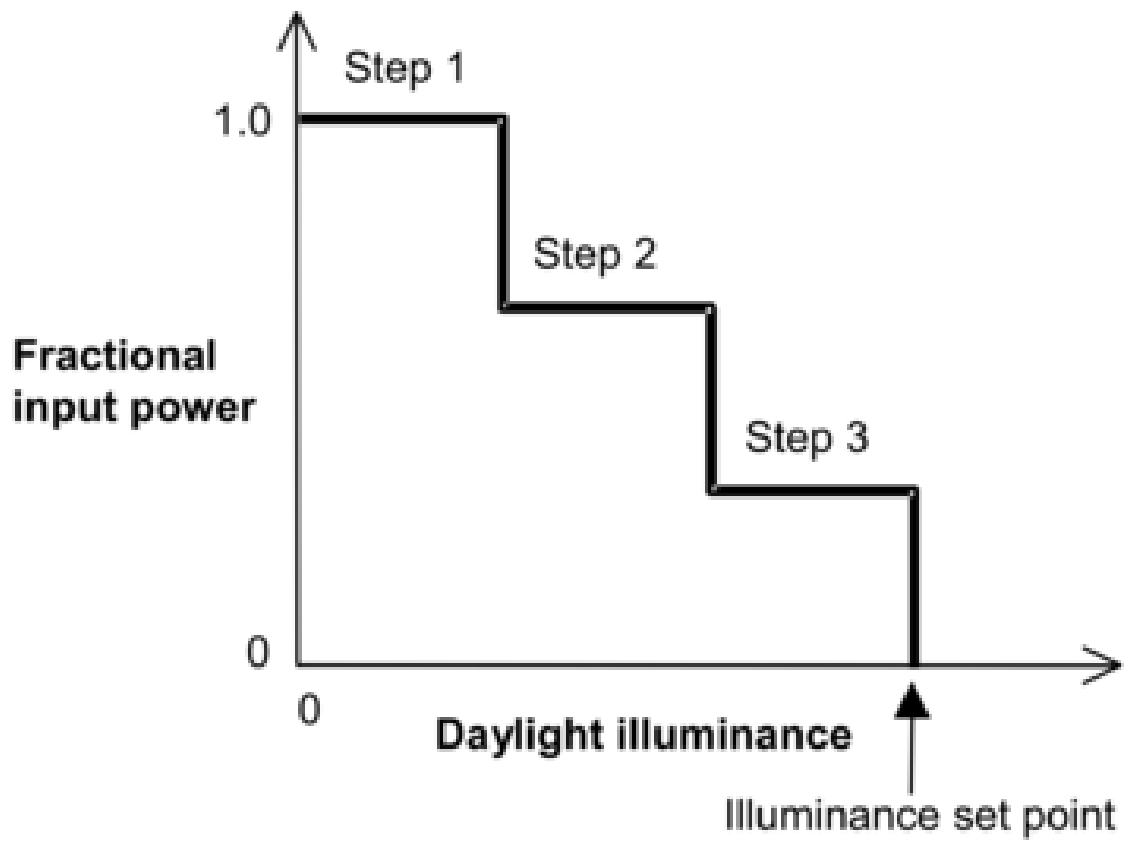 Step 1
1.0
Step 2
Fractional
input power
Step 3
0
0
Daylight illuminance
Illuminance set point